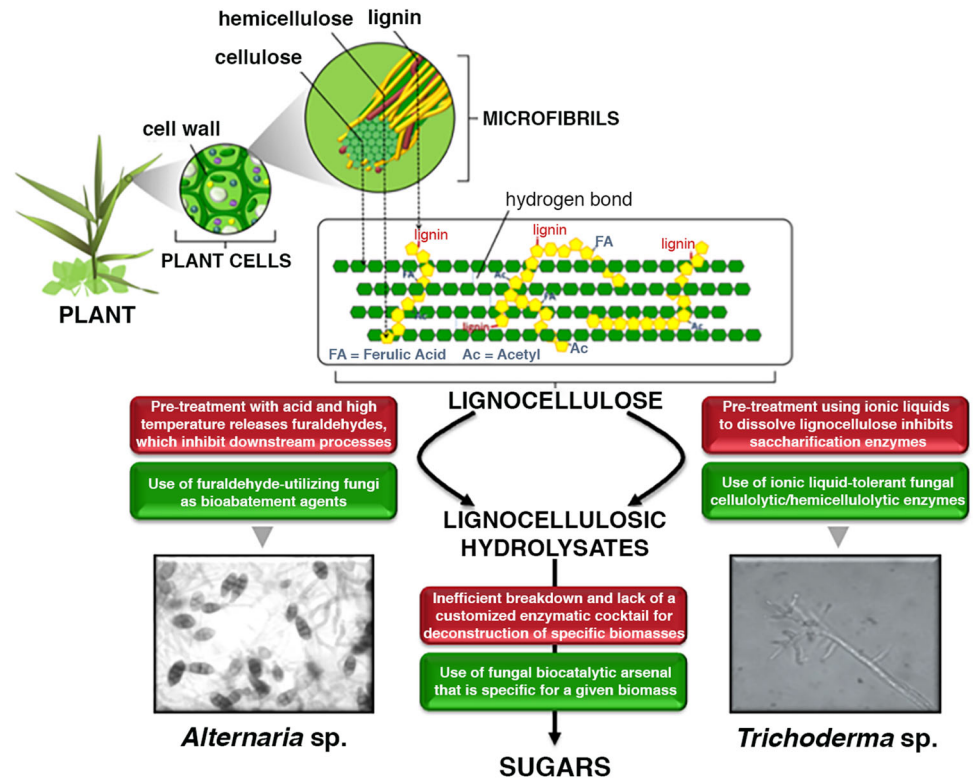 hemicellulose
lignin
cellulose
cell wall
MICROFIBRILS
PLANT CELLS
PLANT
hydrogen bond
lignin
lignin
FA
lignin
FA
Ac
FA
Ac
lignin
Ac
Ac
FA = Ferulic Acid
Ac = Acetyl
LIGNOCELLULOSE
Pre-treatment with acid and high
temperature releases furaldehydes,
which inhibit downstream processes
Use of furaldehyde-utilizing fungi
as bioabatement agents
Alternaria sp.
Pre-treatment using ionic liquids
to dissolve lignocellulose inhibits
saccharification enzymes
Use of ionic liquid-tolerant fungal
cellulolytic/hemicellulolytic enzymes
Trichoderma sp.
LIGNOCELLULOSIC
HYDROLYSATES
Inefficient breakdown and lack of a
customized enzymatic cocktail for
deconstruction of specific biomasses
Use of fungal biocatalytic arsenal
that is specific for a given biomass
SUGARS